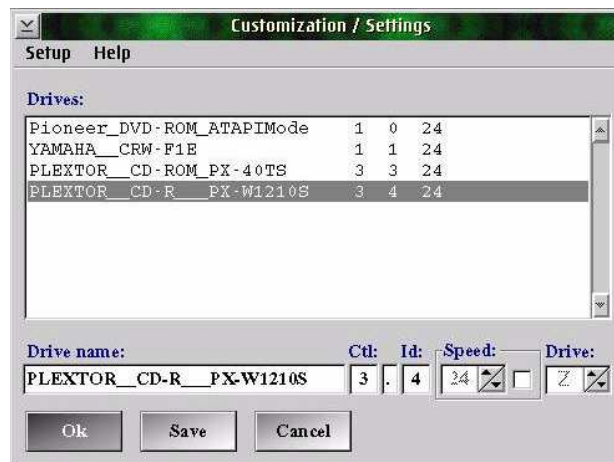 Customization / Settings
Setup Help
Drives:
Pioneer_DVD-ROM_ATAPIMode 1 0 24
YAMAHA__CRW-F1E 1 1 24
PLEXTOR__CD-ROM_PX-40TS 3 3 24
PLEXTOR__CD-R___PX-W1210S 3 4 24
Drive name: Ctl: Id: Speed: Drive:
PLEXTOR__CD-R___PX-W1210S 3 . 4 24 Z
Ok Save Cancel